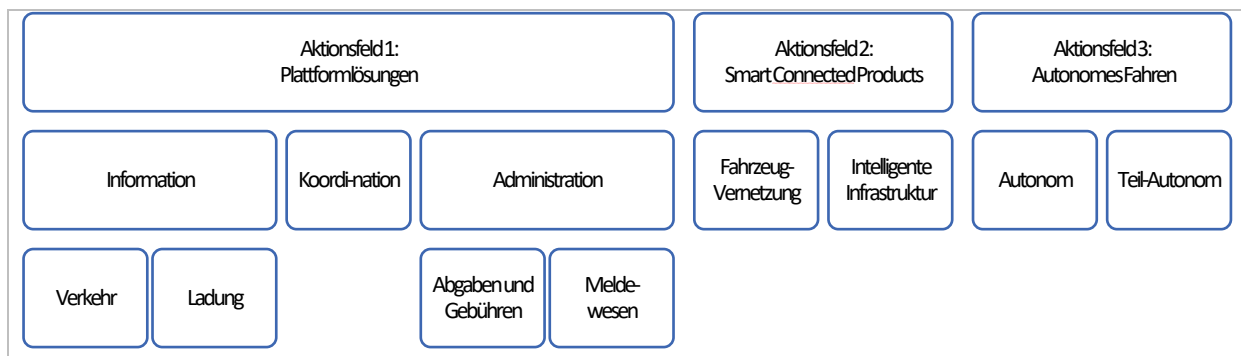 Aktionsfeld 1:
Plattformlösungen
Aktionsfeld 2:
Smart Connected Products
Aktionsfeld 3:
Autonomes Fahren
Information
Koordi-nation
Administration
Fahrzeug-
Vernetzung
Intelligente
Infrastruktur
Autonom
Teil-Autonom
Verkehr
Ladung
Abgaben und
Gebühren
Melde-
wesen